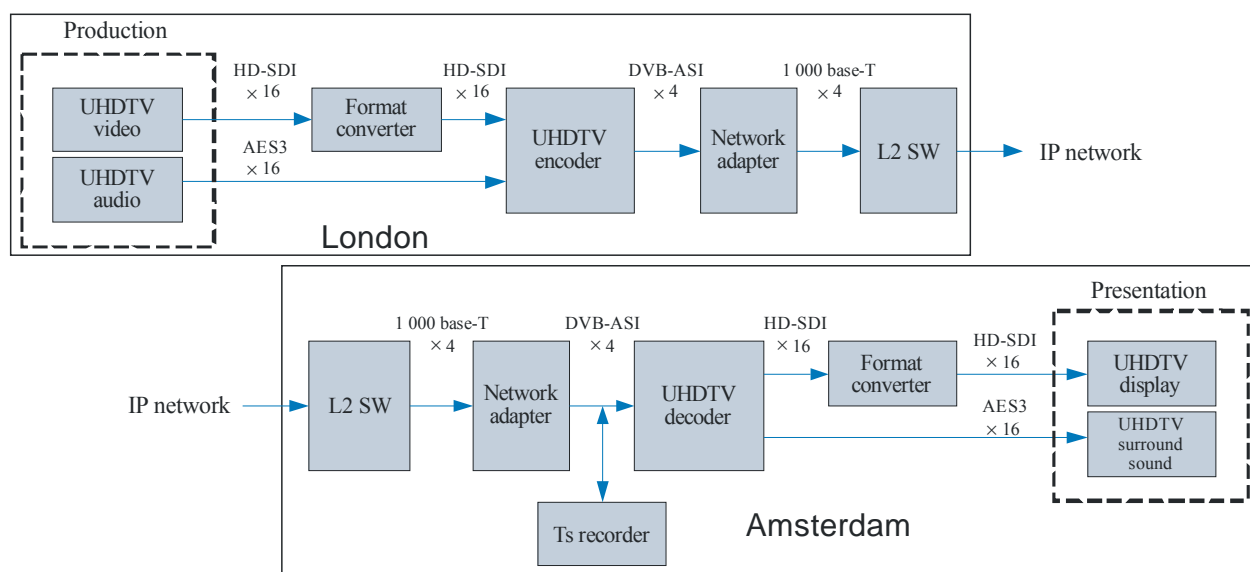 Production
HD-SDI
× 16
HD-SDI
× 16
DVB-ASI
× 4
1 000 base-T
× 4
UHDTV
video
Format
converter
UHDTV
encoder
Network
adapter
L2 SW
IP network
AES3
× 16
UHDTV
audio
London
Presentation
1 000 base-T
× 4
DVB-ASI
× 4
HD-SDI
× 16
HD-SDI
× 16
IP network
L2 SW
Network
adapter
UHDTV
decoder
Format
converter
UHDTV
display
AES3
× 16
UHDTV
surround
sound
Ts recorder
Amsterdam